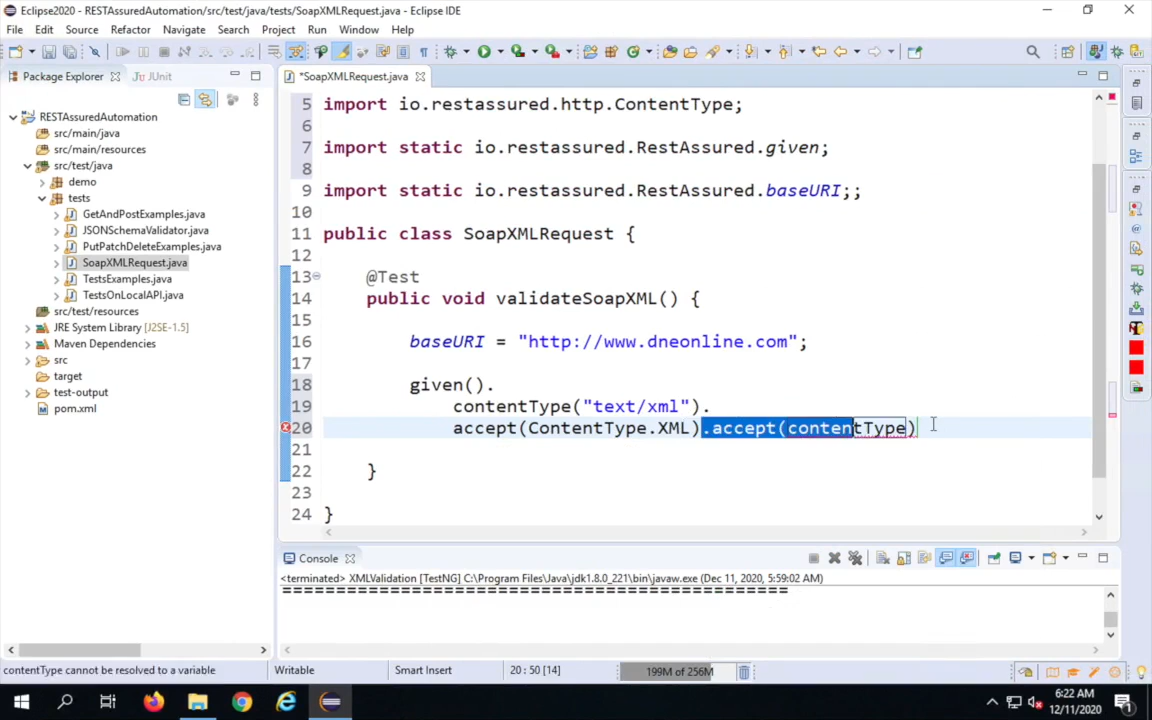 Eclipse2020 - RESTAssuredAutomation/src/test/java/tests/SoapXMLRequest.java - Eclipse IDE
File Edit Source Refactor Navigate Search Project Run Window Help
Package Explorer JUnit
RESTAssuredAutomation
src/main/java
src/main/resources
src/test/java
demo
tests
GetAndPostExamples.java
JSONSchemaValidator.java
PutPatchDeleteExamples.java
SoapXMLRequest.java
TestsExamples.java
TestsOnLocalAPI.java
src/test/resources
JRE System Library [J2SE-1.5]
Maven Dependencies
src
target
test-output
pom.xml
*SoapXMLRequest.java
5 import io.restassured.http.ContentType;
6
7 import static io.restassured.RestAssured.given;
8
9 import static io.restassured.RestAssured.baseURI;;
10
11 public class SoapXMLRequest {
12
13 @Test
14 public void validateSoapXML() {
15
16 baseURI = "http://www.dneonline.com";
17
18 given().
19 contentType("text/xml").
20 accept(ContentType.XML).accept(contentType)
21
22 }
23
24 }
Console
<terminated> XMLValidation [TestNG] C:\Program Files\Java\jdk1.8.0_221\bin\javaw.exe (Dec 11, 2020, 5:59:02 AM)
===============================================
contentType cannot be resolved to a variable
Writable
Smart Insert
20 : 50 [14]
199M of 256M
6:22 AM
12/11/2020
1